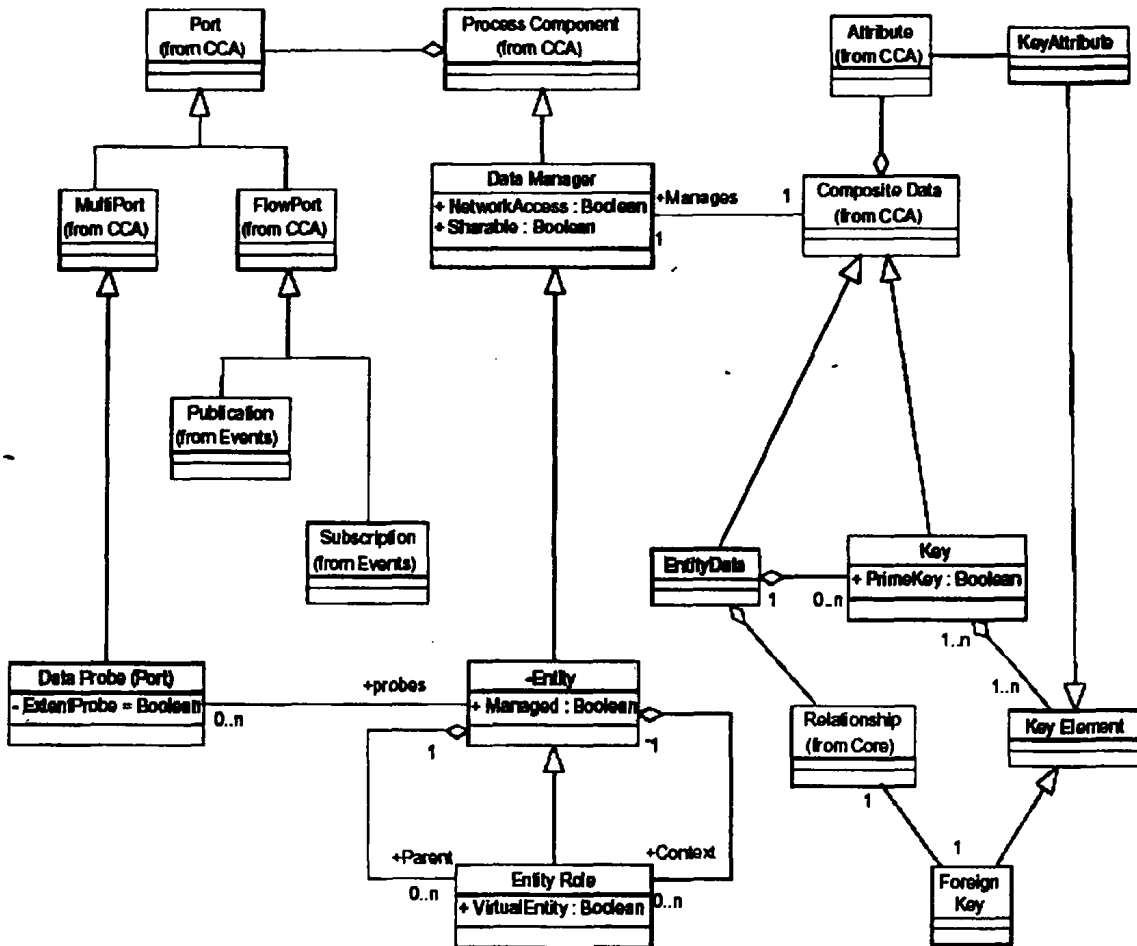 Port
(from CCA)
Process Component
(from CCA)
Attribute
(from CCA)
KeyAttribute
MultiPort
(from CCA)
FlowPort
(from CCA)
Data Manager
+ NetworkAccess : Boolean
+ Sharable : Boolean
+Manages
1
1
Composite Data
(from CCA)
Publication
(from Events)
Subscription
(from Events)
EntityData
1
0..n
Key
+ PrimeKey : Boolean
1..n
1..n
Data Probe (Port)
- ExtentProbe = Boolean
0..n
+probes
-Entity
+ Managed : Boolean
1
~1
Relationship
(from Core)
1
Key Element
+Parent
0..n
+Context
0..n
Entity Role
+ VirtualEntity : Boolean
1
Foreign
Key